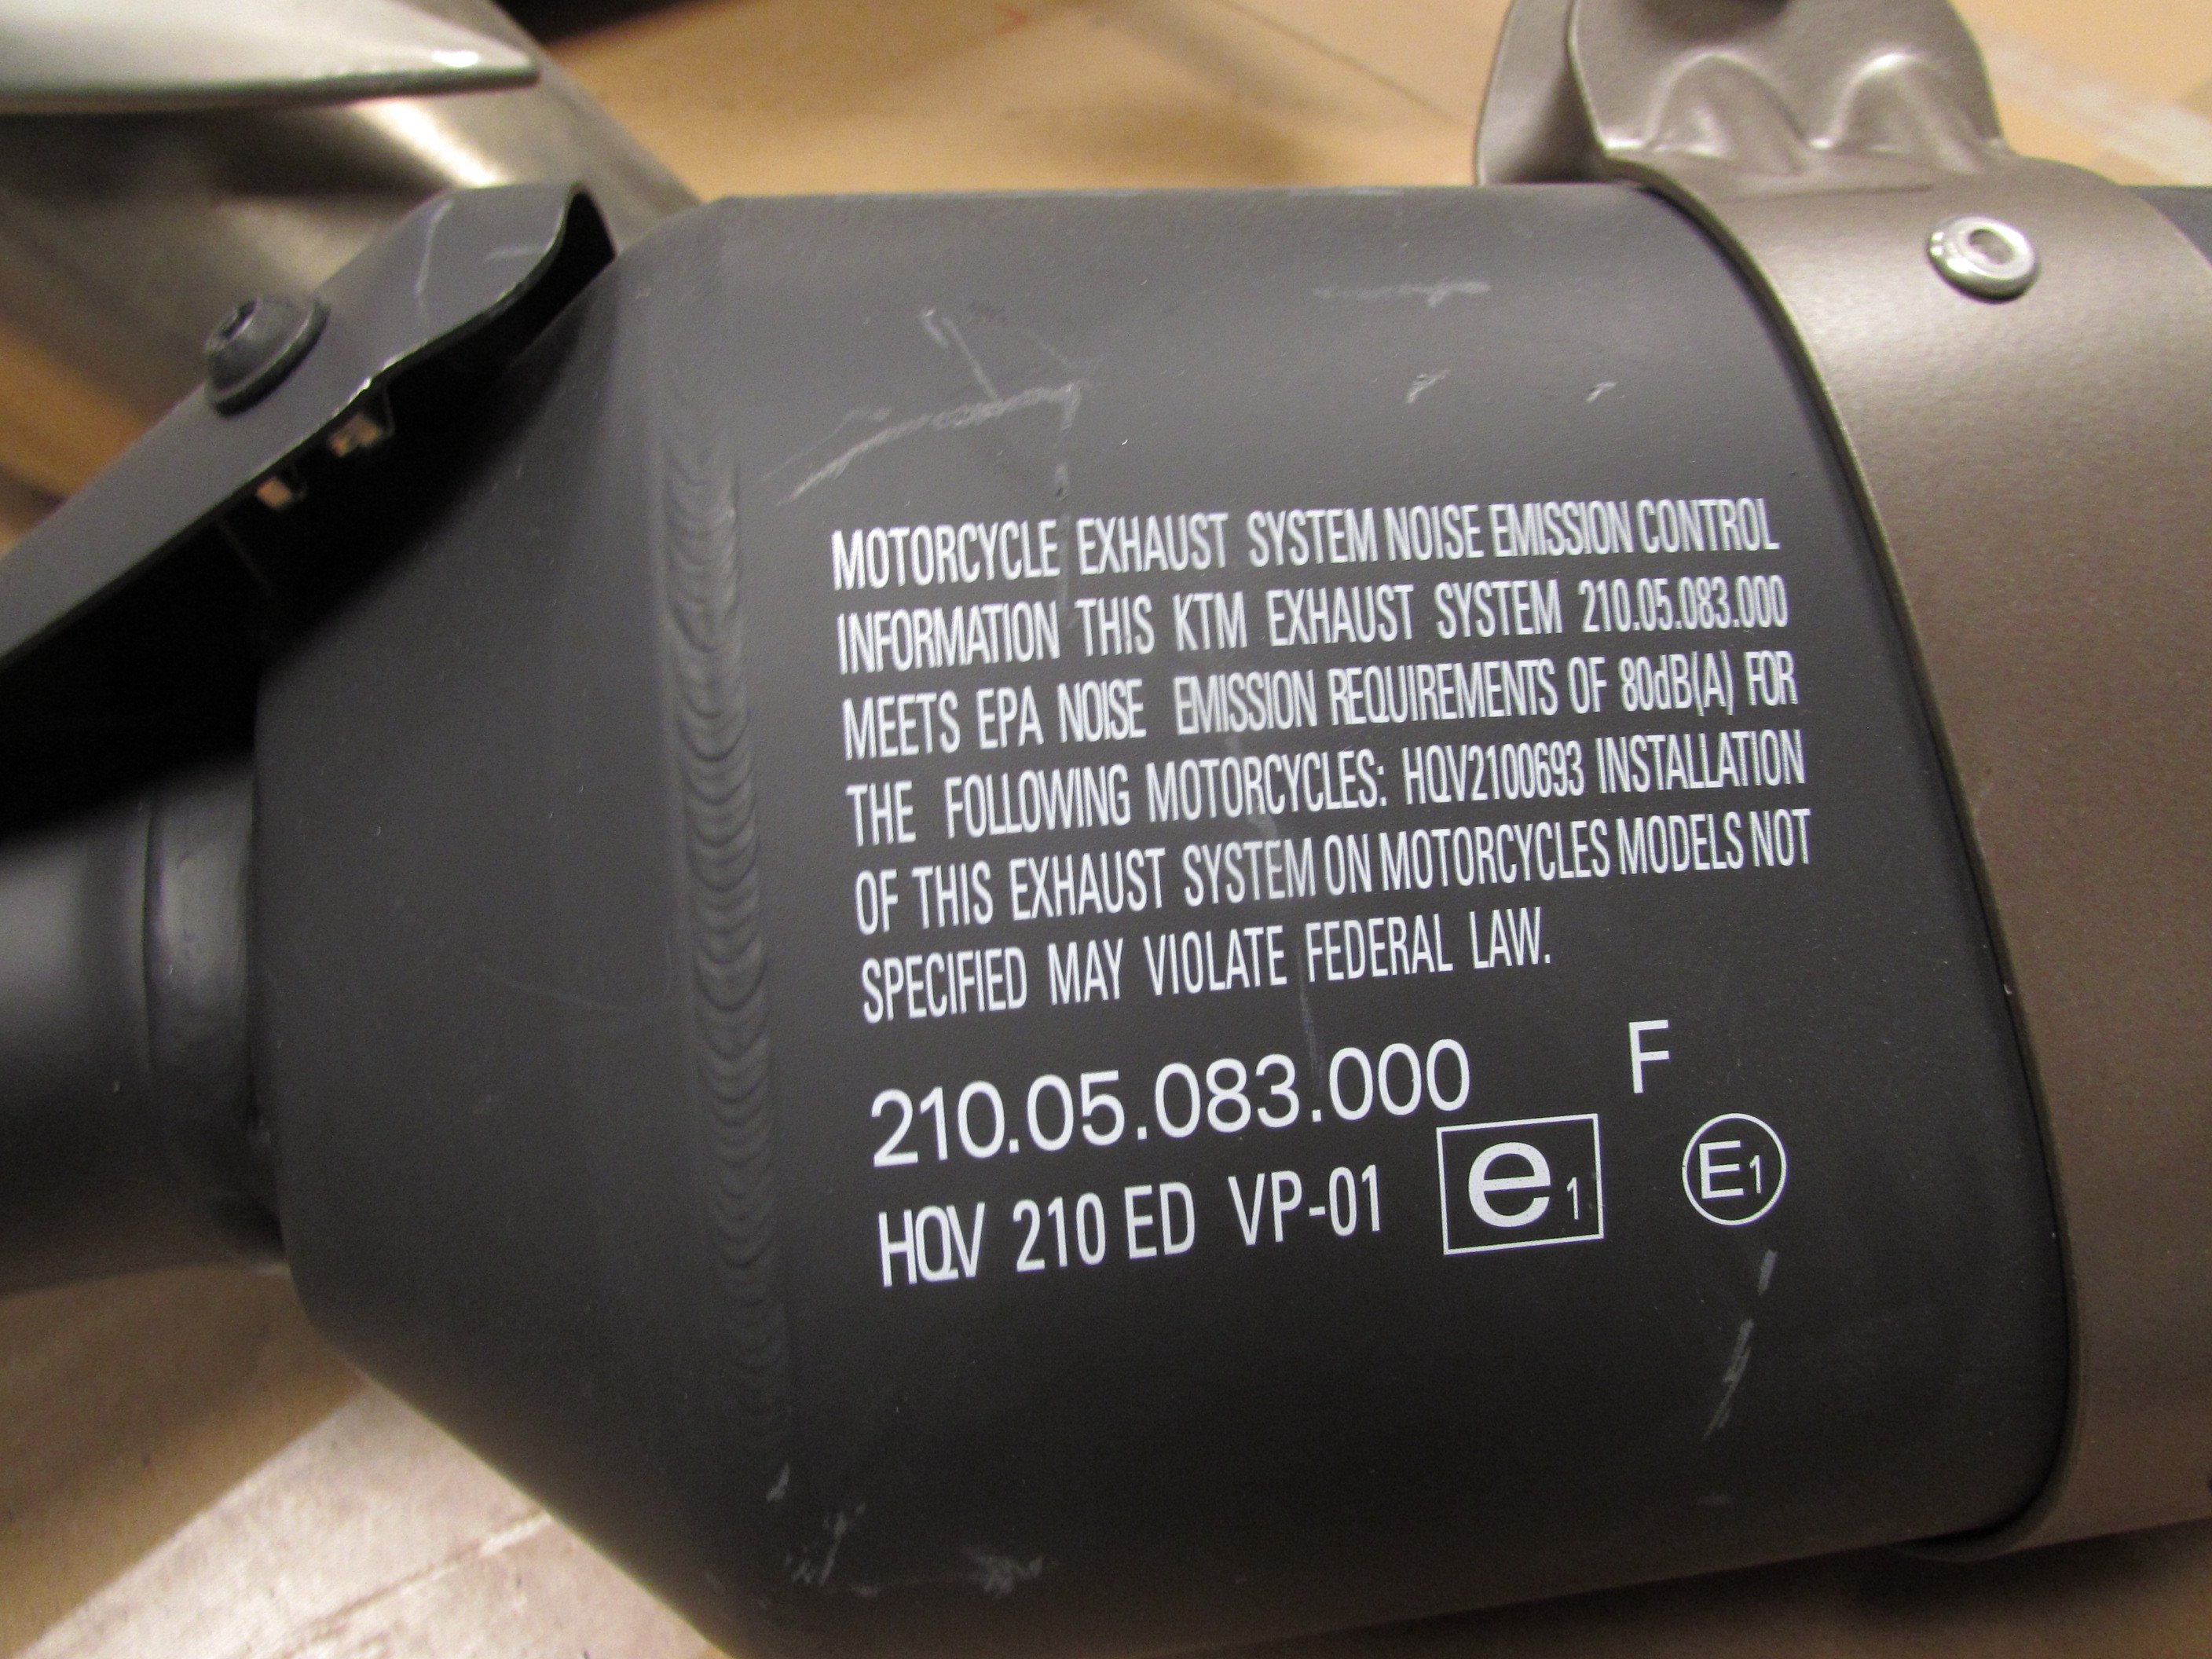 MOTORCYCLE EXHAUST SYSTEM NOISE EMISSION CONTROL
INFORMATION THIS KTM EXHAUST SYSTEM 210.05.083.000
MEETS EPA NOISE EMISSION REQUIREMENTS OF 80dB(A) FOR
THE FOLLOWING MOTORCYCLES: HQV2100693 INSTALLATION
OF THIS EXHAUST SYSTEM ON MOTORCYCLES MODELS NOT
SPECIFIED MAY VIOLATE FEDERAL LAW.
210.05.083.000 F
HQV 210 ED VP-01 e1 E1